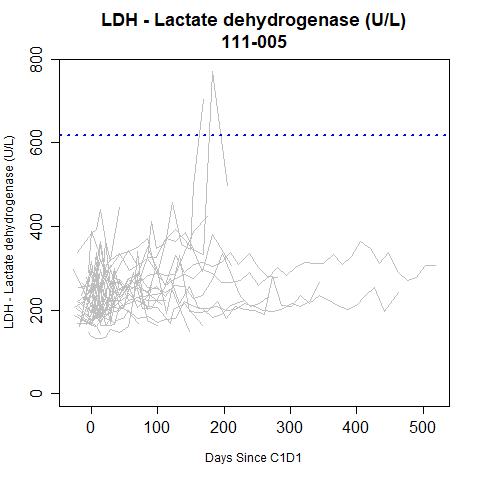 LDH - Lactate dehydrogenase (U/L)
111-005
LDH - Lactate dehydrogenase (U/L)
800
600
400
200
0
0 100 200 300 400 500
Days Since C1D1